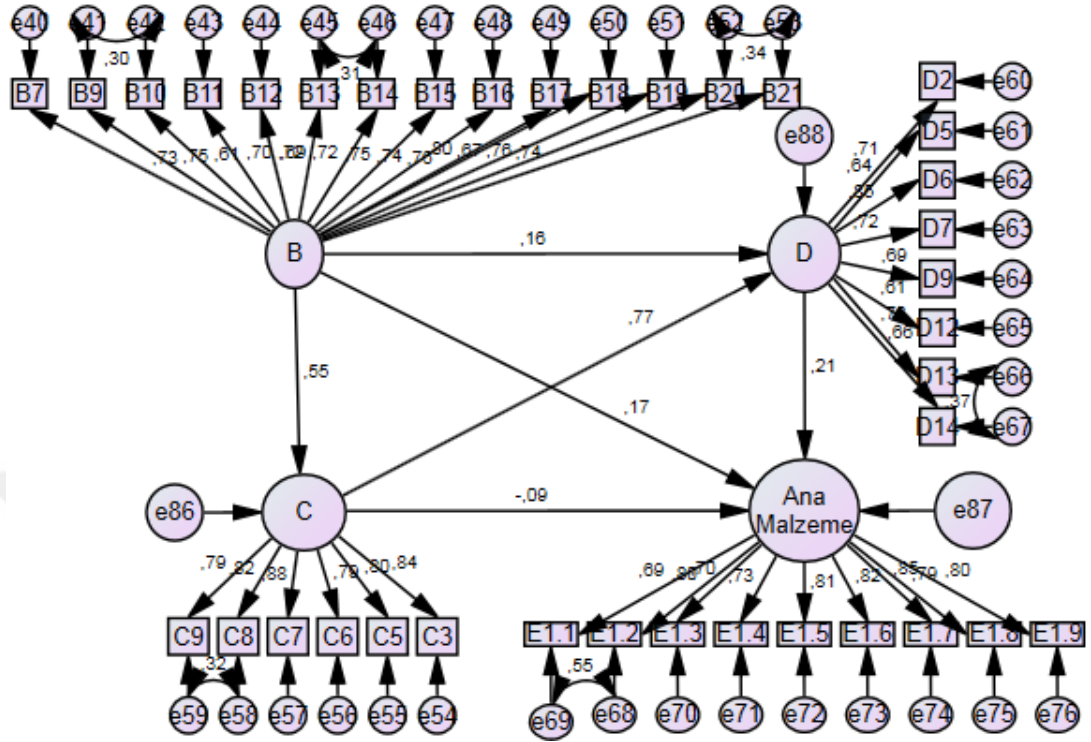 e40 e41 e42 e43 e44 e45 e46 e47 e48 e49 e50 e51 e52 e53
,30 ,31 ,34
B7 B9 B10 B11 B12 B13 B14 B15 B16 B17 B18 B19 B20 B21
,73 ,75 ,61 ,70 ,72 ,75 ,74 ,67 ,76 ,74
e88
D2 e60
D5 e61
D6 e62
D7 e63
D9 e64
D12 e65
D13 e66
D14 e67
,71
,64
,72
,69
,61
,66
,37
B ,16 D
,77
,55 ,21
,17
e86 C -,09 Ana
Malzeme e87
,79 ,82 ,88 ,79 ,80 ,84
,69 ,70 ,73 ,81 ,82 ,85 ,79 ,80
C9 C8 C7 C6 C5 C3
E1.1 E1.2 E1.3 E1.4 E1.5 E1.6 E1.7 E1.8 E1.9
,32 ,55
e59 e58 e57 e56 e55 e54
e69 e68 e70 e71 e72 e73 e74 e75 e76